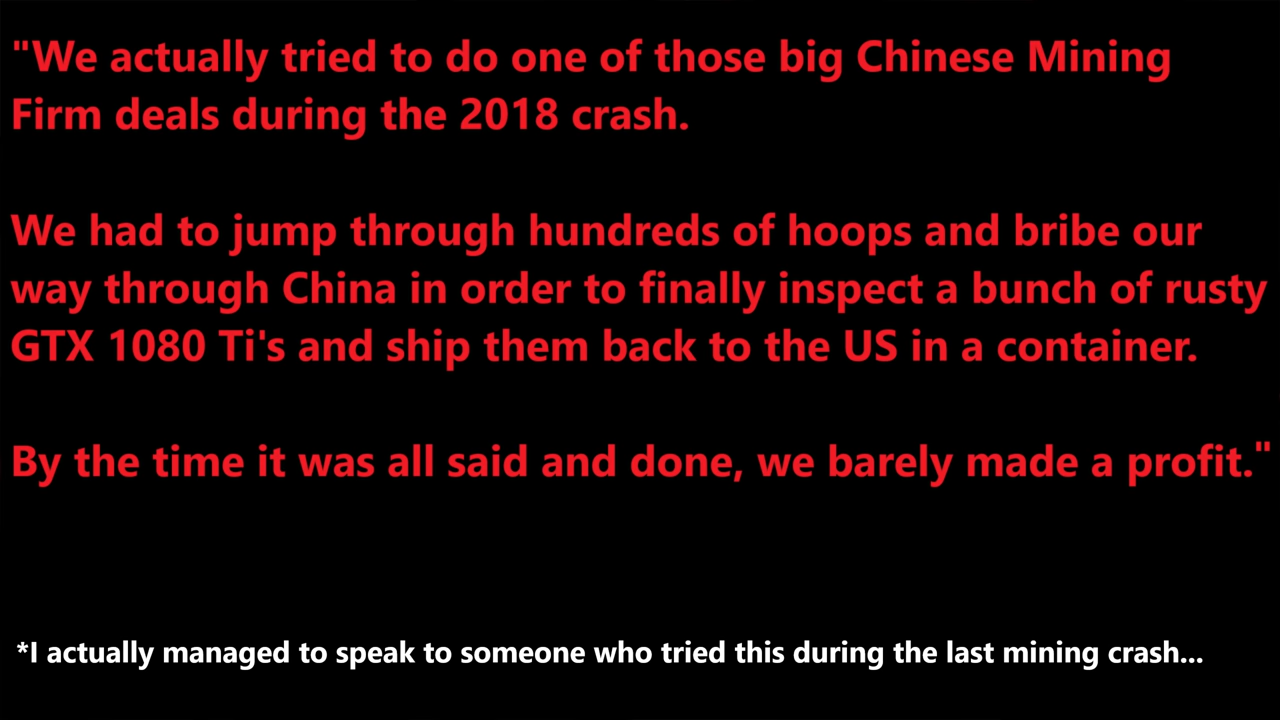 "We actually tried to do one of those big Chinese Mining
Firm deals during the 2018 crash.
We had to jump through hundreds of hoops and bribe our
way through China in order to finally inspect a bunch of rusty
GTX 1080 Ti's and ship them back to the US in a container.
By the time it was all said and done, we barely made a profit."
*I actually managed to speak to someone who tried this during the last mining crash...